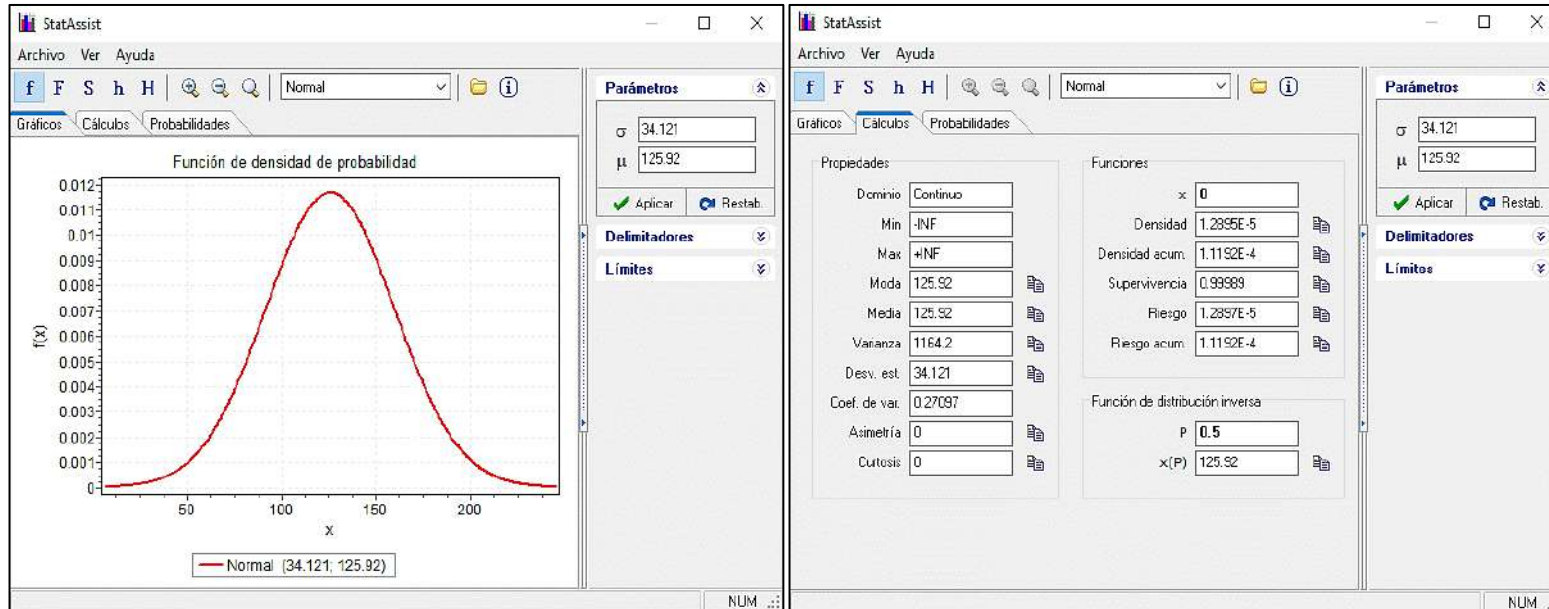 StatAssist
Archivo Ver Ayuda
f F S h H Normal
Gráficos Cálculos Probabilidades
Función de densidad de probabilidad
0.012
0.011
0.01
0.009
0.008
0.007
0.006
0.005
0.004
0.003
0.002
0.001
0
f(x)
50 100 150 200
x
Normal (34.121; 125.92)
Parámetros
σ 34.121
μ 125.92
Aplicar Restab.
Delimitadores
Límites
NUM
StatAssist
Archivo Ver Ayuda
f F S h H Normal
Gráficos Cálculos Probabilidades
Propiedades
Dominio Continuo
Min -INF
Max +INF
Moda 125.92
Media 125.92
Varianza 1164.2
Desv. est. 34.121
Coef. de var. 0.27097
Asimetría 0
Curtosis 0
Funciones
x 0
Densidad 1.2895E-5
Densidad acum. 1.1192E-4
Supervivencia 0.99989
Riesgo 1.2897E-5
Riesgo acum. 1.1192E-4
Función de distribución inversa
P 0.5
x(P) 125.92
Parámetros
σ 34.121
μ 125.92
Aplicar Restab.
Delimitadores
Límites
NUM